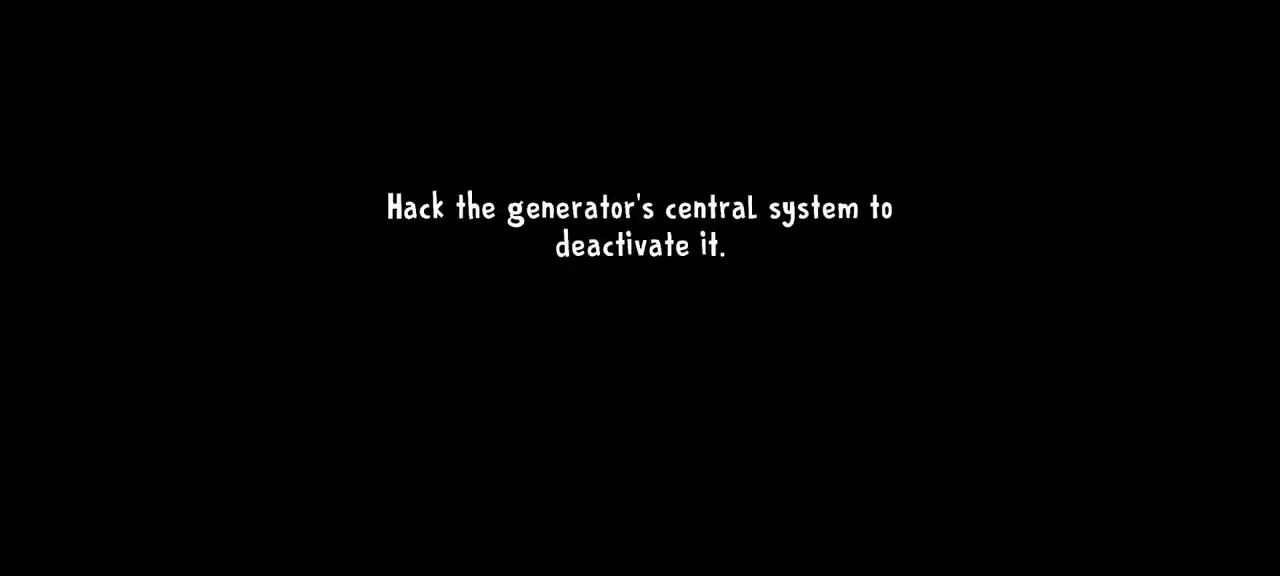 Hack the generator's central system to
deactivate it.